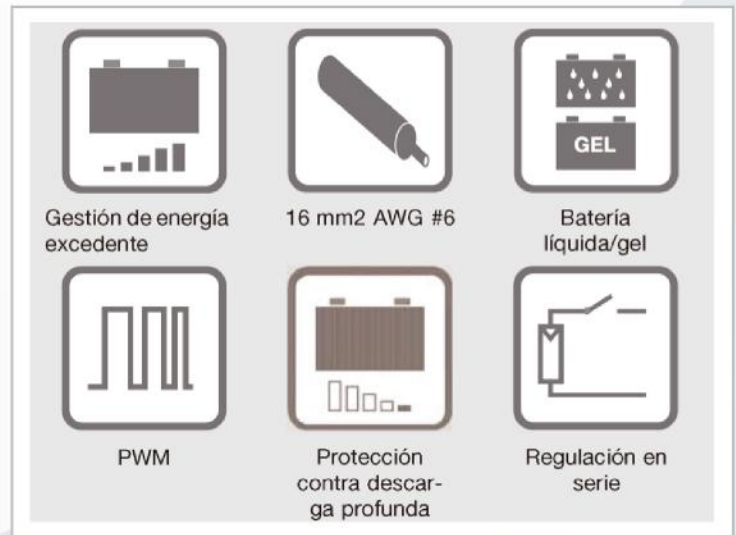 GEL
Gestión de energía
excedente
16 mm2 AWG #6
Batería
líquida/gel
PWM
Protección
contra descar-
ga profunda
Regulación en
serie